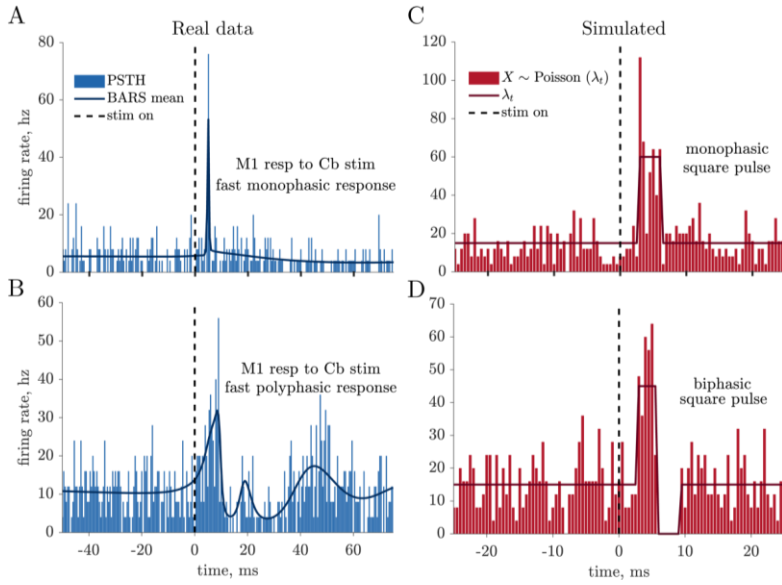 A
Real data
80
60
40
20
0
firing rate, hz
PSTH
BARS mean
stim on
M1 resp to Cb stim
fast monophasic response
B
60
50
40
30
20
10
0
firing rate, hz
M1 resp to Cb stim
fast polyphasic response
-40
-20
0
20
40
60
time, ms
C
Simulated
120
100
80
60
40
20
0
X ∼ Poisson (λt)
λt
stim on
monophasic
square pulse
D
70
60
50
40
30
20
10
0
biphasic
square pulse
-20
-10
0
10
20
time, ms